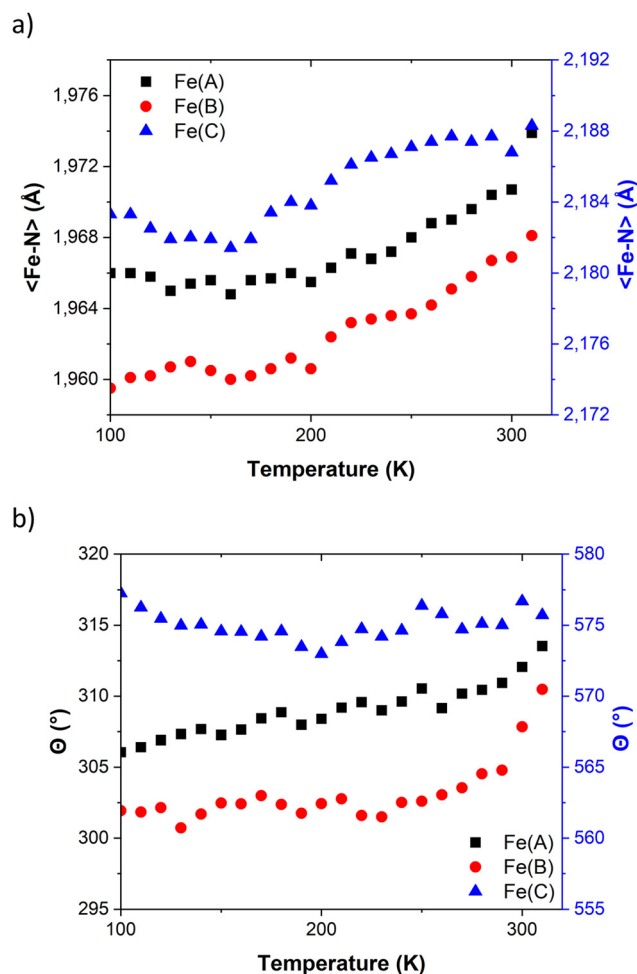 a)
1,976
1,972
1,968
1,964
1,960
<Fe-N> (Å)
Fe(A)
Fe(B)
Fe(C)
2,192
2,188
2,184
2,180
2,176
2,172
<Fe-N> (Å)
100 200 300
Temperature (K)
b)
320
315
310
305
300
295
Θ (°)
580
575
570
565
560
555
Θ (°)
Fe(A)
Fe(B)
Fe(C)
100 200 300
Temperature (K)